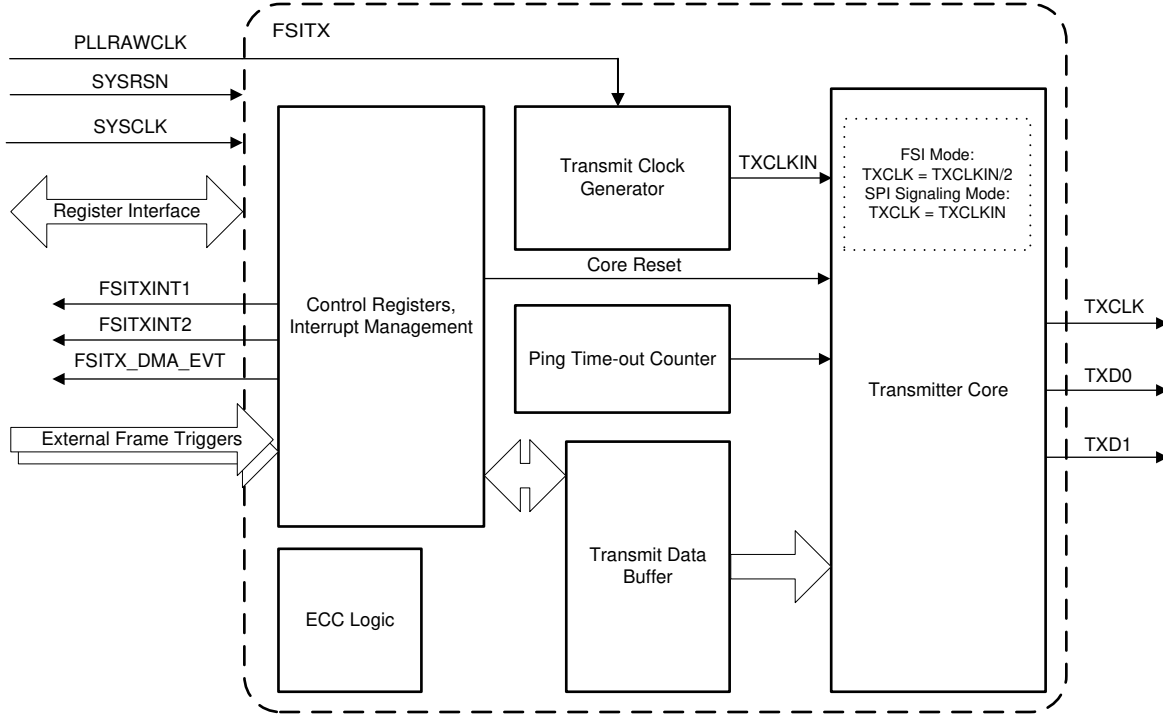 FSITX
PLLRAWCLK
SYSRSN
SYSCLK
Register Interface
FSITXINT1
FSITXINT2
FSITX_DMA_EVT
External Frame Triggers
Control Registers,
Interrupt Management
ECC Logic
Transmit Clock
Generator
TXCLKIN
Core Reset
Ping Time-out Counter
Transmit Data
Buffer
FSI Mode:
TXCLK = TXCLKIN/2
SPI Signaling Mode:
TXCLK = TXCLKIN
Transmitter Core
TXCLK
TXD0
TXD1